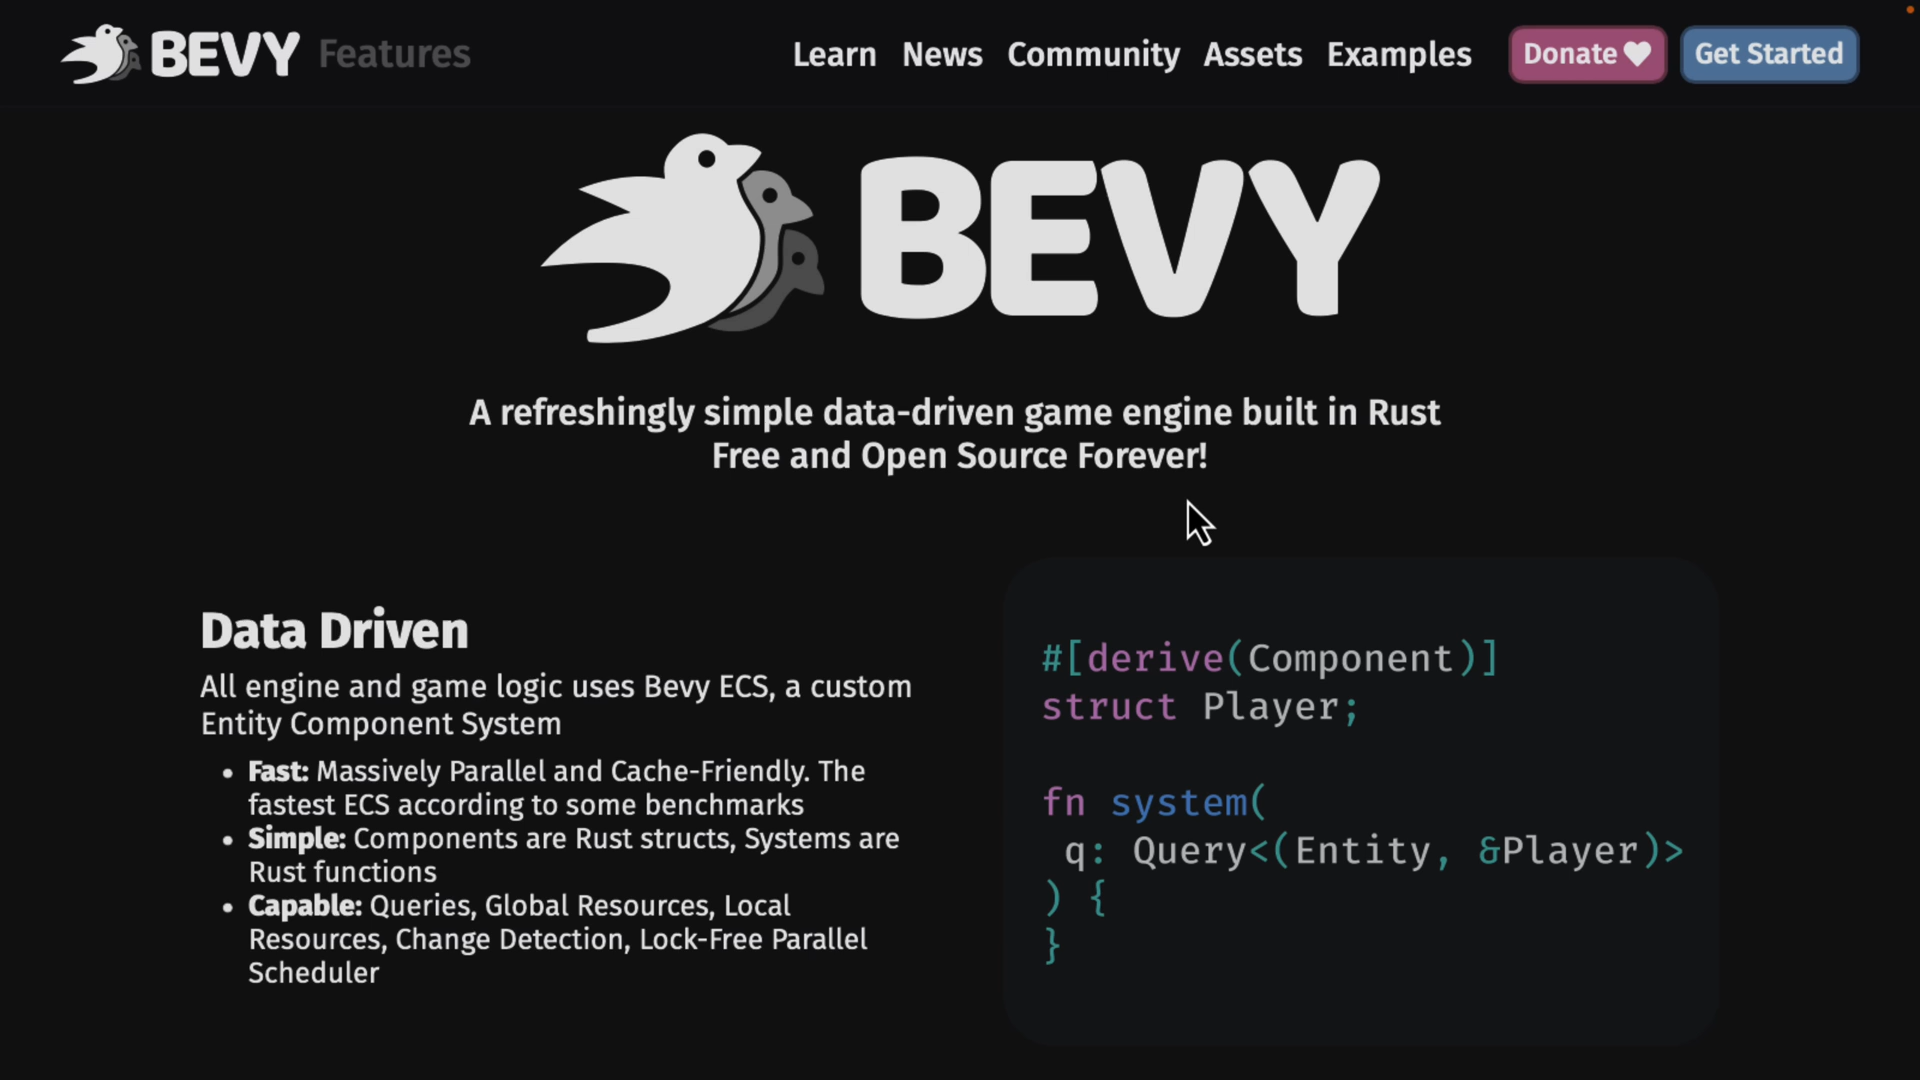 BEVY Features Learn News Community Assets Examples Donate Get Started
BEVY
A refreshingly simple data-driven game engine built in Rust
Free and Open Source Forever!
Data Driven
All engine and game logic uses Bevy ECS, a custom
Entity Component System
• Fast: Massively Parallel and Cache-Friendly. The
fastest ECS according to some benchmarks
• Simple: Components are Rust structs, Systems are
Rust functions
• Capable: Queries, Global Resources, Local
Resources, Change Detection, Lock-Free Parallel
Scheduler
#[derive(Component)]
struct Player;
fn system(
q: Query<(Entity, &Player)>
) {
}